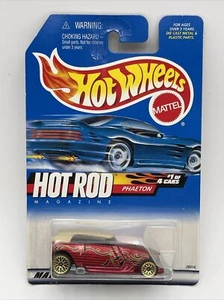 WARNING:
CHOKING HAZARD -
Small parts. Not for
children under 3 years.
FOR AGES
OVER 3 YEARS.
DIE CAST METAL &
PLASTIC PARTS.
HOT WHEELS
MATTEL
HOT ROD
MAGAZINE
PHAETON
#1 OF
4 CARS